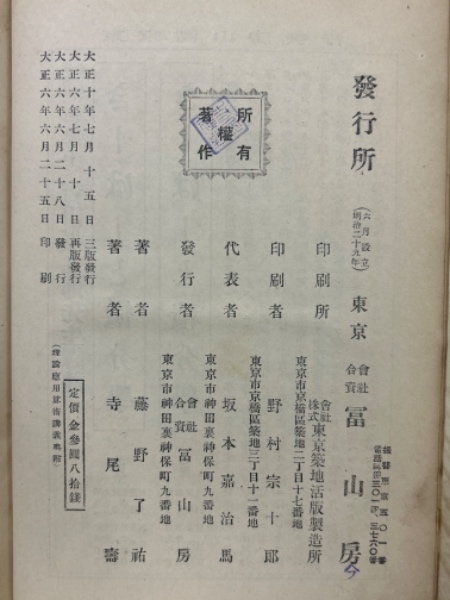 大正六年六月二十五日 印刷
大正六年六月二十八日 發行
大正六年七月十日 再版發行
大正十年七月十五日 三版發行
定價金參圓八拾錢
著作
權
所有
著者 寺尾壽
著者 藤野了祐
發行者 合資會社 冨山房
東京市神田裏神保町九番地
代表者 坂本嘉治馬
東京市神田裏神保町九番地
印刷者 野村宗十郎
東京市京橋區築地三丁目十一番地
印刷所 株式會社 東京築地活版製造所
東京市京橋區築地二丁目十七番地
發行所
（明治二十九年六月設立）
東京 合資會社 冨山房